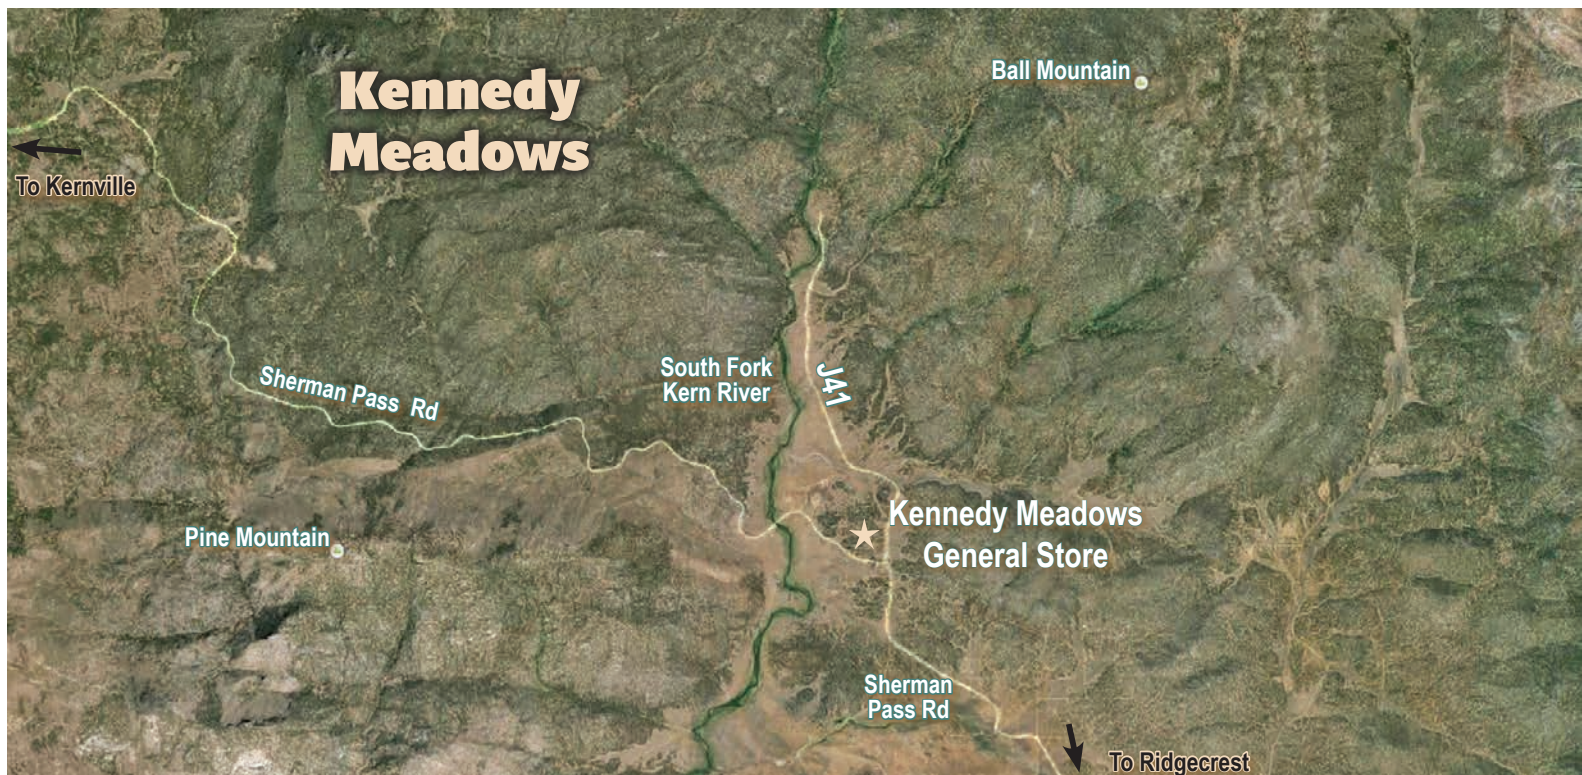 Kennedy
Meadows
Ball Mountain
To Kernville
South Fork
Kern River
J41
Sherman Pass Rd
Kennedy Meadows
General Store
Pine Mountain
Sherman
Pass Rd
To Ridgecrest